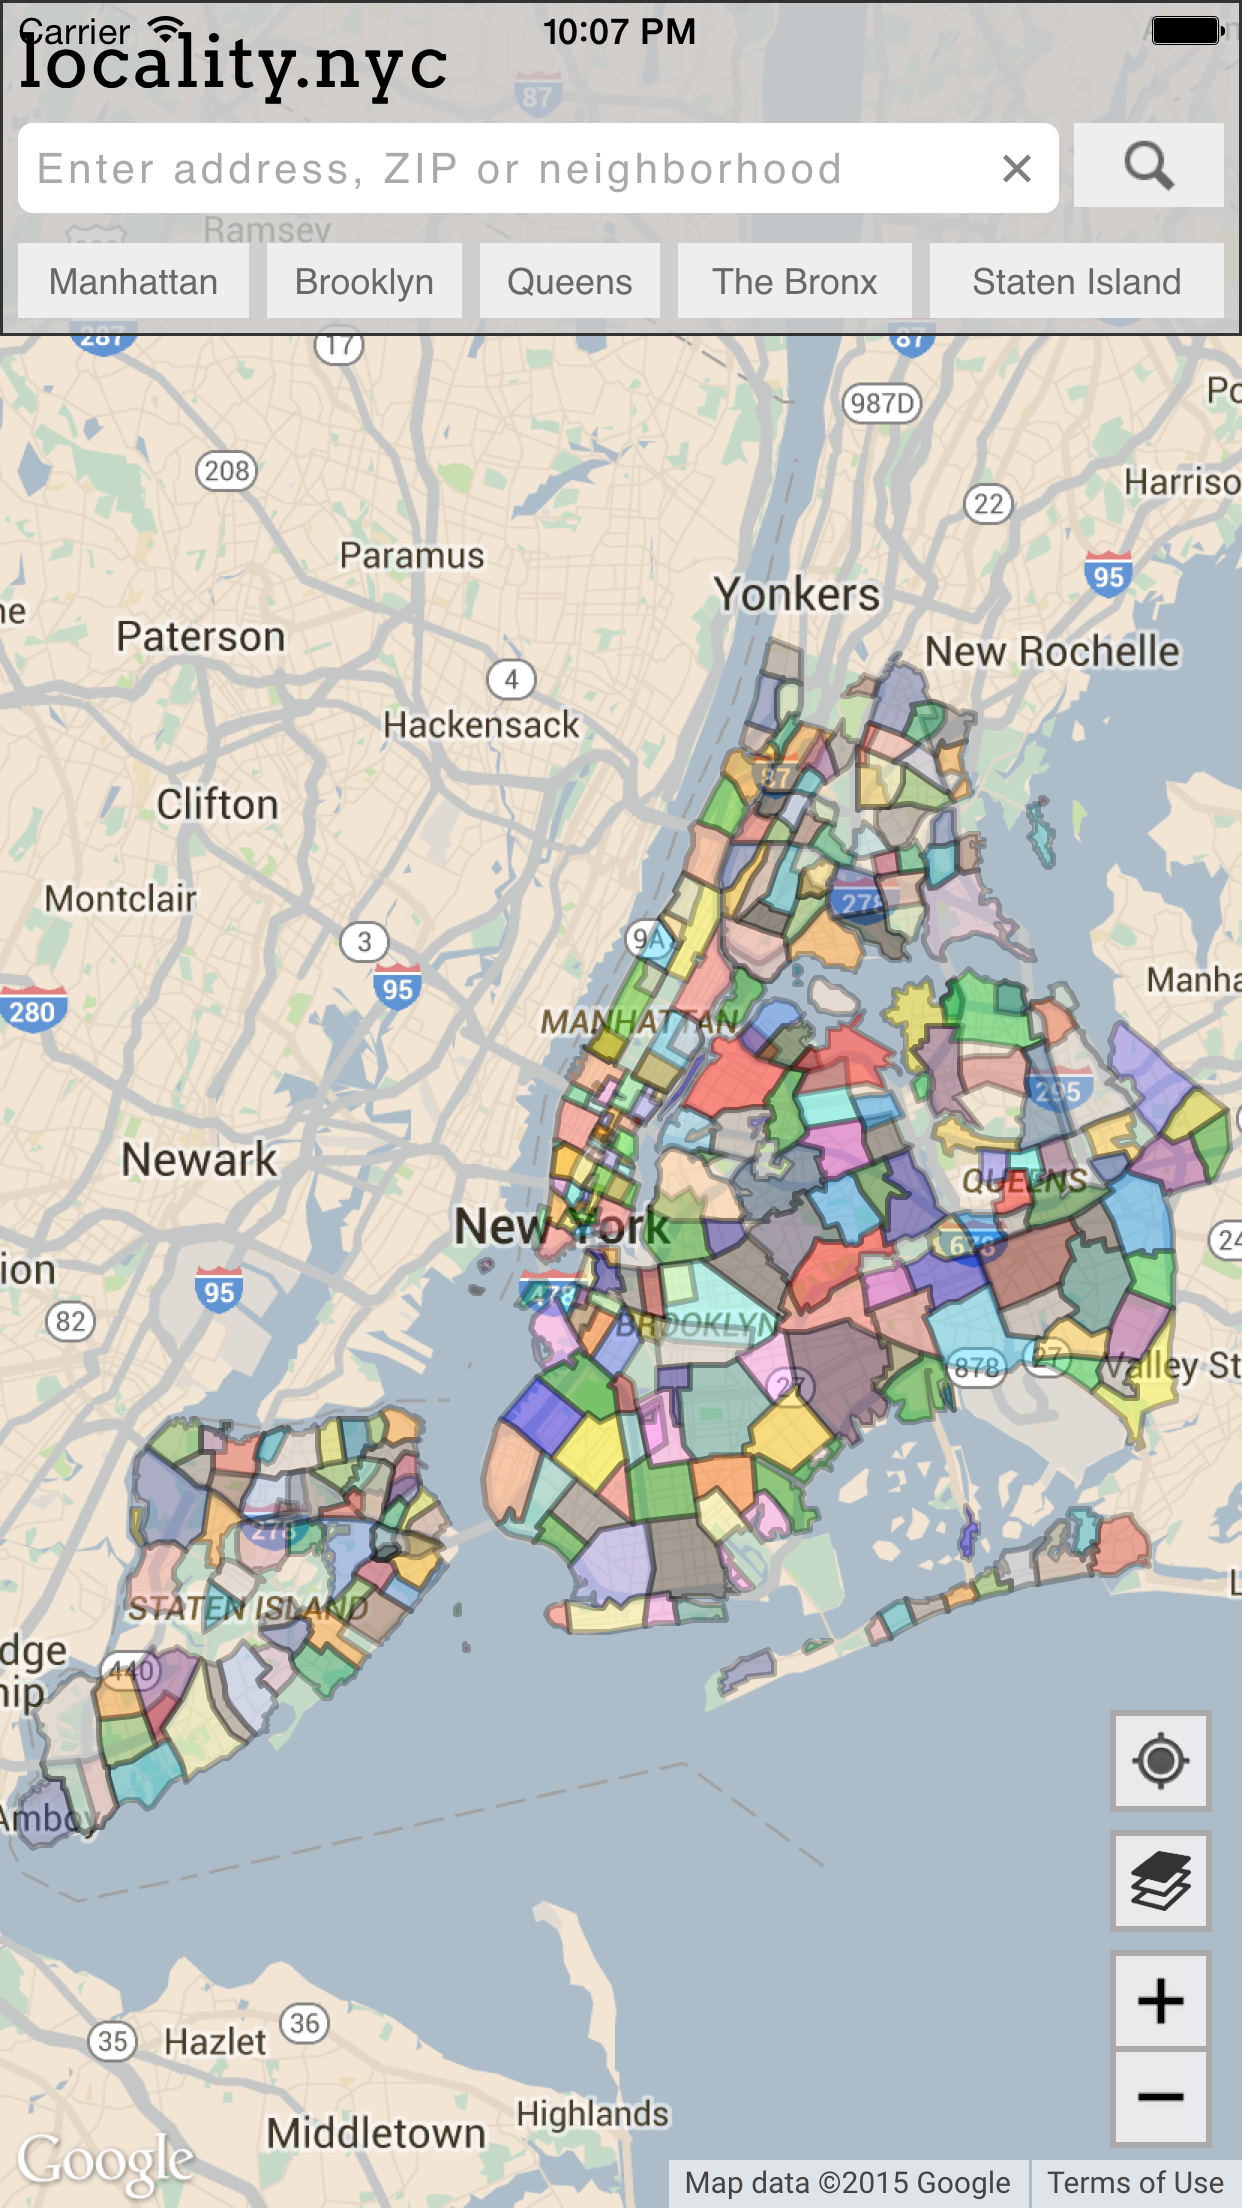 Carrier 10:07 PM
locality.nyc
87
Enter address, ZIP or neighborhood
Ramsey
Manhattan Brooklyn Queens The Bronx Staten Island
287
17
87
987D
208
Harriso
22
Paramus
95
Yonkers
Paterson
New Rochelle
4
Hackensack
87
Clifton
Montclair
278
3
9A
95
280
Manha
MANHATTAN
295
Newark
QUEENS
New York
678
24
ion
95
478
82
BROOKLYN
878
27
Valley St
27
278
STATEN ISLAND
dge
hip
440
Amboy
35
Hazlet
36
Highlands
Middletown
Google
Map data ©2015 Google
Terms of Use